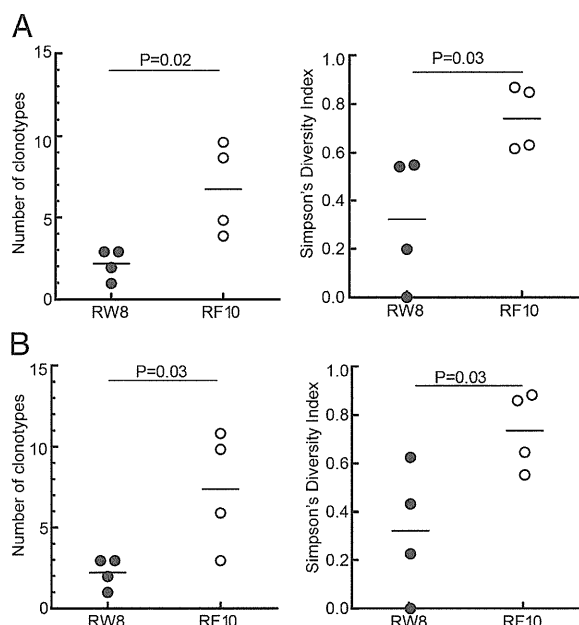 A
P=0.02
Number of clonotypes
15
10
5
0
RW8 RF10
P=0.03
Simpson's Diversity Index
1.0
0.8
0.6
0.4
0.2
0.0
RW8 RF10
B
P=0.03
Number of clonotypes
15
10
5
0
RW8 RF10
P=0.03
Simpson's Diversity Index
1.0
0.8
0.6
0.4
0.2
0.0
RW8 RF10